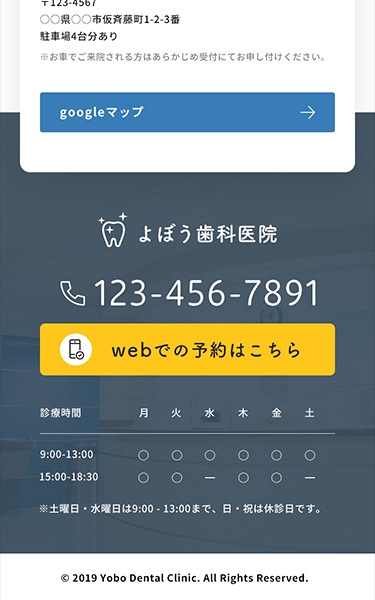 〒123-4567
〇〇県〇〇市仮斉藤町1-2-3番
駐車場4台分あり
※お車でご来院される方はあらかじめ受付にてお申し付けください。
googleマップ
よぼう歯科医院
123-456-7891
webでの予約はこちら
診療時間 月 火 水 木 金 土
9:00-13:00 〇 〇 〇 〇 〇 〇
15:00-18:30 〇 〇 — 〇 〇 —
※土曜日・水曜日は9:00 - 13:00まで、日・祝は休診日です。
© 2019 Yobo Dental Clinic. All Rights Reserved.